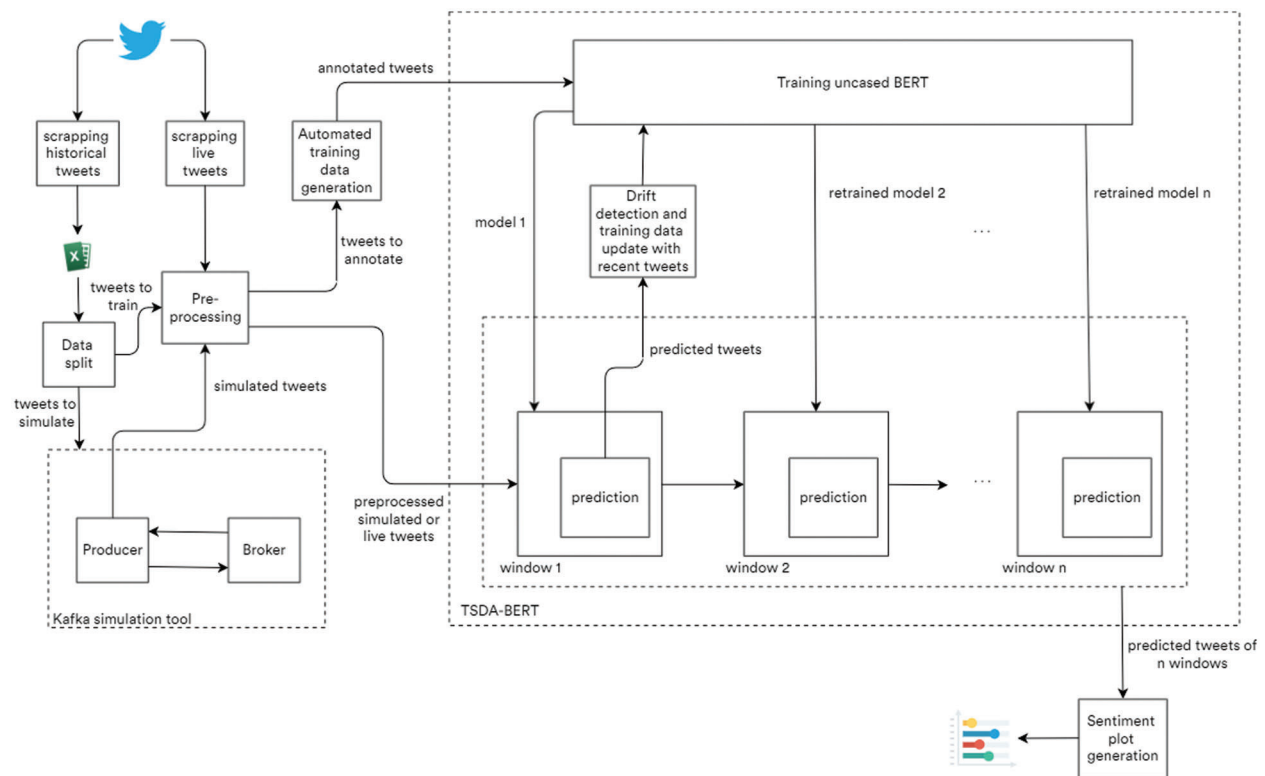 annotated tweets
Training uncased BERT
scrapping
historical
tweets
scrapping
live
tweets
Automated
training
data
generation
model 1
Drift
detection and
training data
update with
recent tweets
retrained model 2
retrained model n
...
tweets to
annotate
X
tweets to
train
Pre-
processing
Data
split
predicted tweets
simulated tweets
tweets to
simulate
preprocessed
simulated or
live tweets
prediction
prediction
...
prediction
window 1
window 2
window n
Producer
Broker
Kafka simulation tool
TSDA-BERT
predicted tweets of
n windows
Sentiment
plot
generation